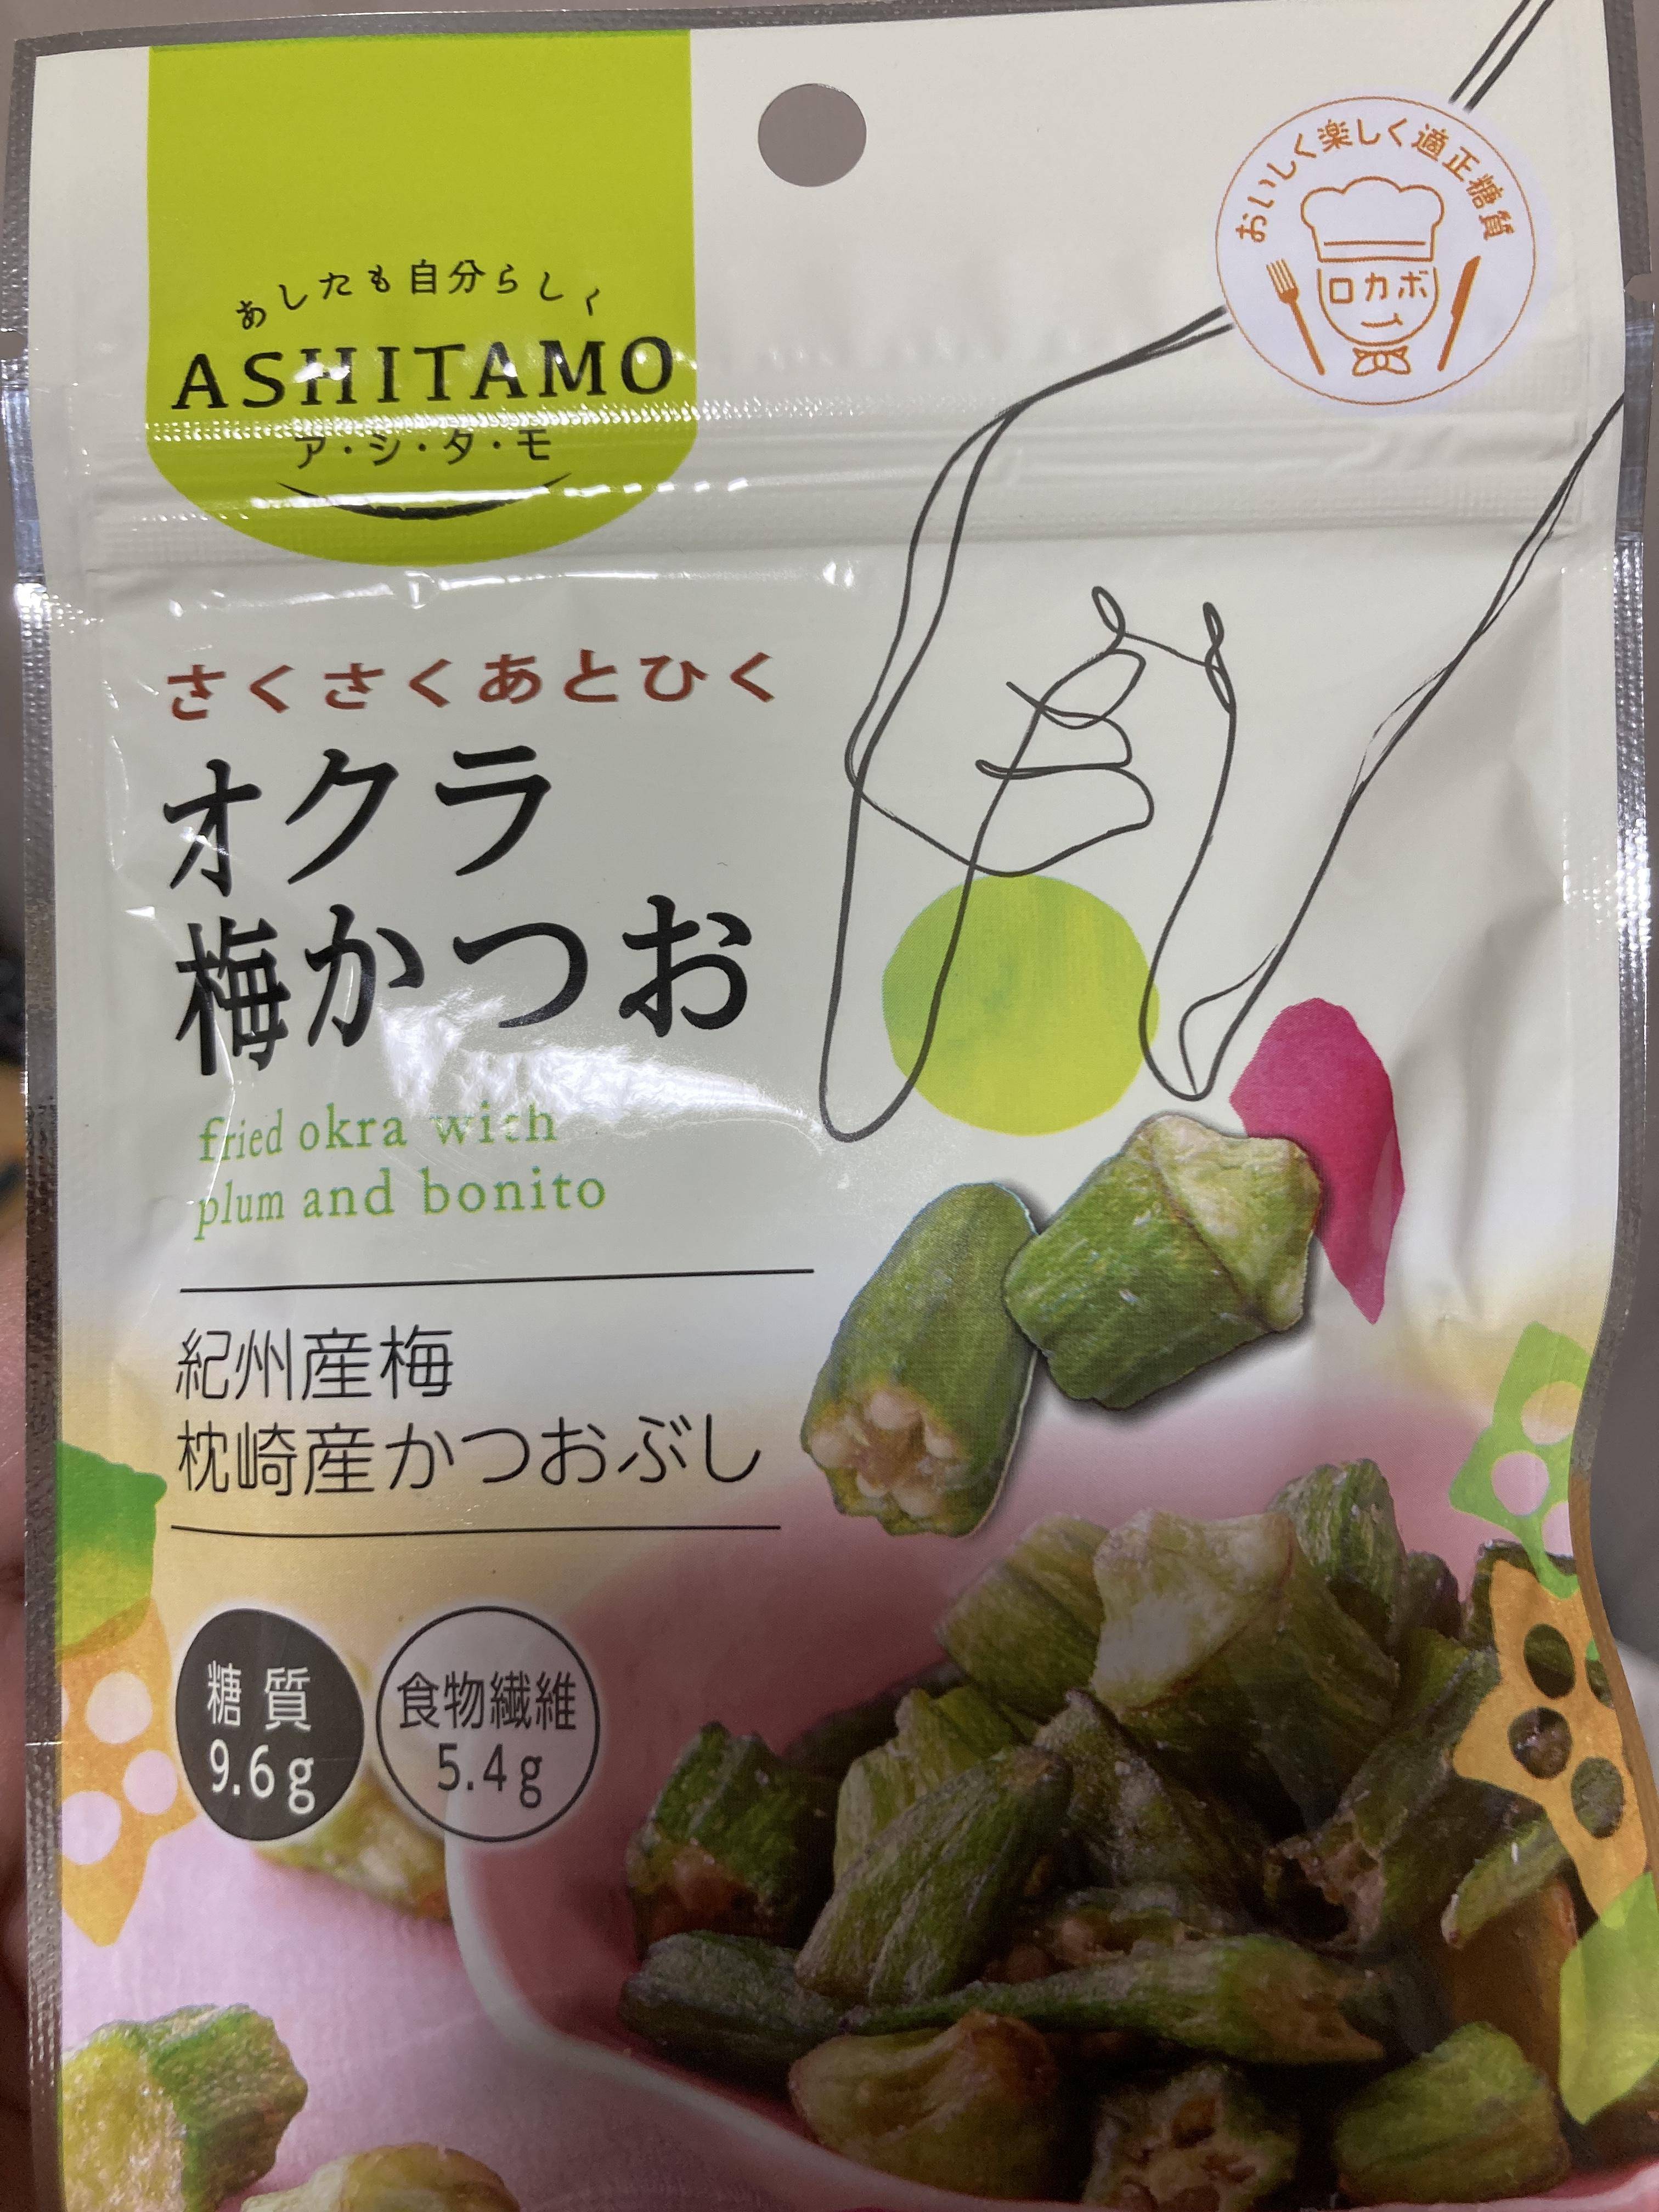 おいしく楽しく適正糖質
ロカボ
あしたも自分らしく
ASHITAMO
ア・シ・タ・モ
さくさくあとひく
オクラ
梅かつお
fried okra with
plum and bonito
紀州産梅
枕崎産かつおぶし
糖質
9.6g
食物繊維
5.4g